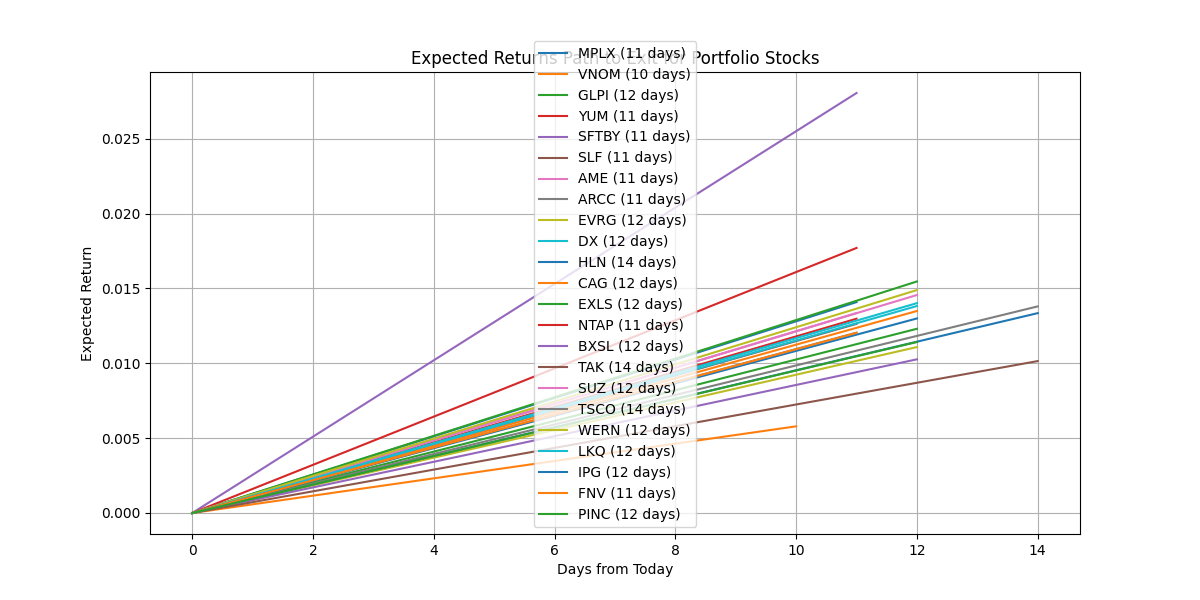 Expected Returns Path to Exit for Portfolio Stocks
MPLX (11 days)
VNOM (10 days)
GLPI (12 days)
YUM (11 days)
SFTBY (11 days)
SLF (11 days)
AME (11 days)
ARCC (11 days)
EVRG (12 days)
DX (12 days)
HLN (14 days)
CAG (12 days)
EXLS (12 days)
NTAP (11 days)
BXSL (12 days)
TAK (14 days)
SUZ (12 days)
TSCO (14 days)
WERN (12 days)
LKQ (12 days)
IPG (12 days)
FNV (11 days)
PINC (12 days)
Expected Return
0.025
0.020
0.015
0.010
0.005
0.000
0 2 4 6 8 10 12 14
Days from Today